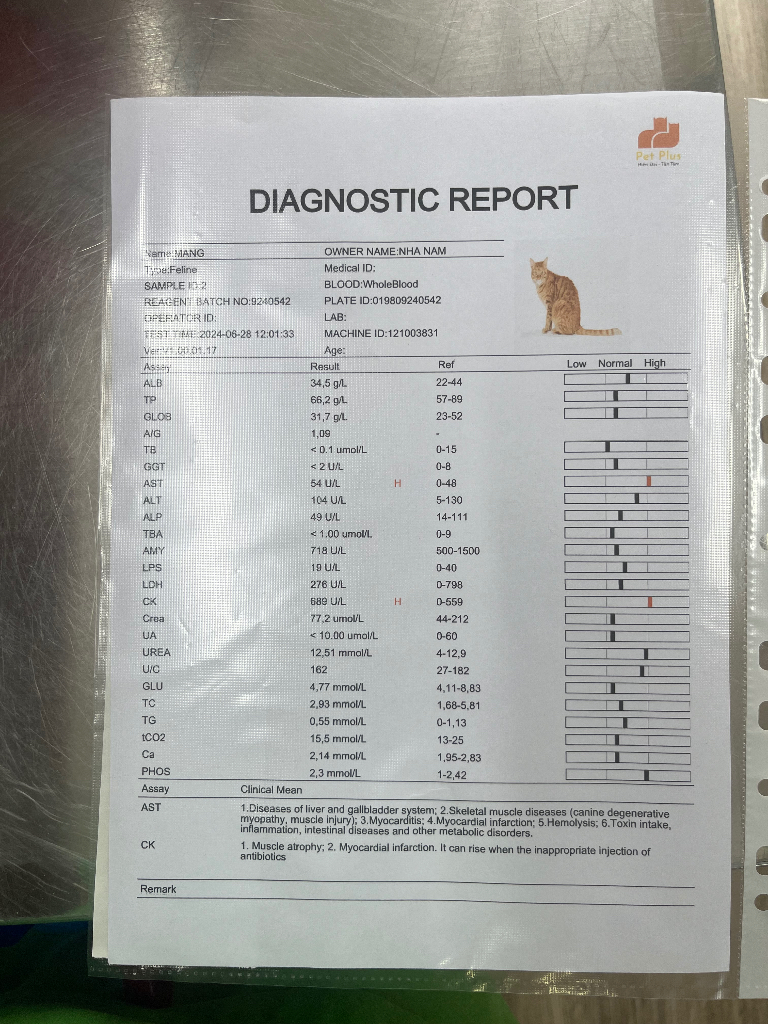 Pet Plus
DIAGNOSTIC REPORT
Name:MANG OWNER NAME:NHA NAM
Type:Feline Medical ID:
SAMPLE ID:2 BLOOD:WholeBlood
REAGENT BATCH NO:9240542 PLATE ID:019809240542
OPERATOR ID: LAB:
TEST TIME:2024-06-28 12:01:33 MACHINE ID:121003831
Ver:V1.00.01.17 Age:
Assay Result Ref Low Normal High
ALB 34,5 g/L 22-44
TP 66,2 g/L 57-89
GLOB 31,7 g/L 23-52
A/G 1,09 -
TB < 0.1 umol/L 0-15
GGT < 2 U/L 0-8
AST 54 U/L H 0-48
ALT 104 U/L 5-130
ALP 49 U/L 14-111
TBA < 1.00 umol/L 0-9
AMY 718 U/L 500-1500
LPS 19 U/L 0-40
LDH 276 U/L 0-798
CK 689 U/L H 0-559
Crea 77,2 umol/L 44-212
UA < 10.00 umol/L 0-60
UREA 12,51 mmol/L 4-12,9
U/C 162 27-182
GLU 4,77 mmol/L 4,11-8,83
TC 2,93 mmol/L 1,68-5,81
TG 0,55 mmol/L 0-1,13
tCO2 15,5 mmol/L 13-25
Ca 2,14 mmol/L 1,95-2,83
PHOS 2,3 mmol/L 1-2,42
Assay Clinical Mean
AST 1.Diseases of liver and gallbladder system; 2.Skeletal muscle diseases (canine degenerative
myopathy, muscle injury); 3.Myocarditis; 4.Myocardial infarction; 5.Hemolysis; 6.Toxin intake,
inflammation, intestinal diseases and other metabolic disorders.
CK 1. Muscle atrophy; 2. Myocardial infarction. It can rise when the inappropriate injection of
antibiotics
Remark